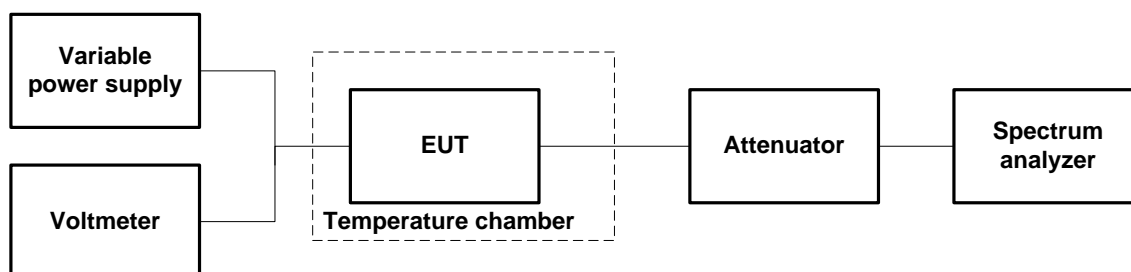 Variable
power supply
Voltmeter
EUT
Temperature chamber
Attenuator
Spectrum
analyzer